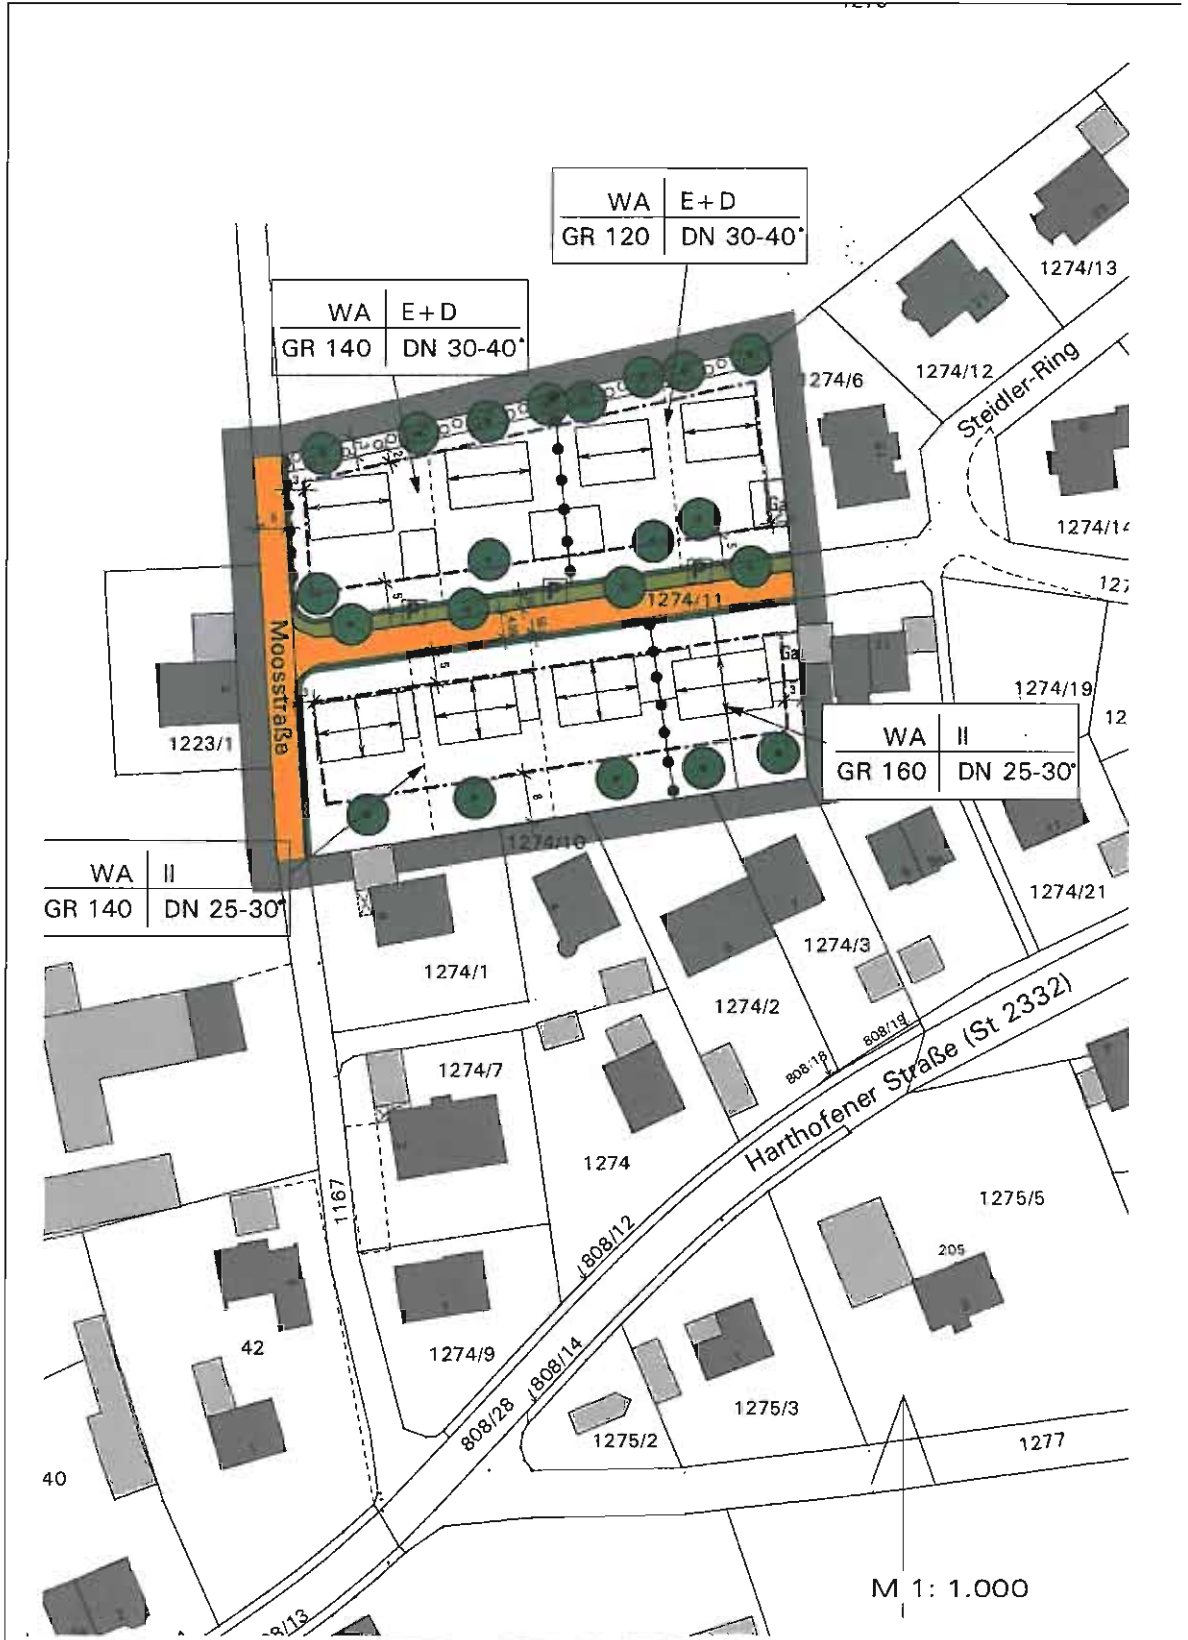 WA E+D
GR 120 DN 30-40°
WA E+D
GR 140 DN 30-40°
1274/13
1274/12
1274/6
Steidler-Ring
1274/14
Ga
P
P
P
1274/11
Moosstraße
Ga
1274/19
1223/1
WA II
GR 160 DN 25-30°
1274/10
WA II
GR 140 DN 25-30°
1274/21
1274/3
1274/1
1274/2
808/19
808/18
Harthofener Straße (St 2332)
1274/7
1274
1275/5
1167
808/12
205
42
1274/9
808/14
1275/3
808/28
1275/2
1277
40
M 1: 1.000